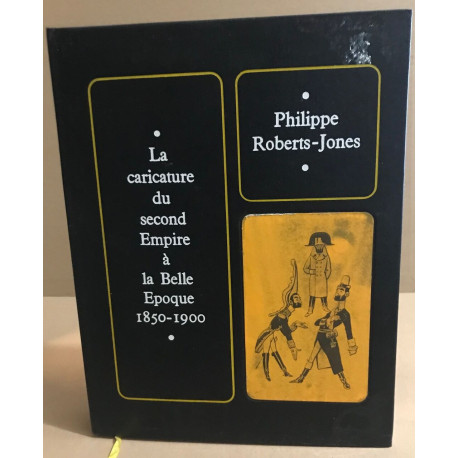 La
caricature
du
second
Empire
à
la Belle
Epoque
1850-1900
Philippe
Roberts-Jones